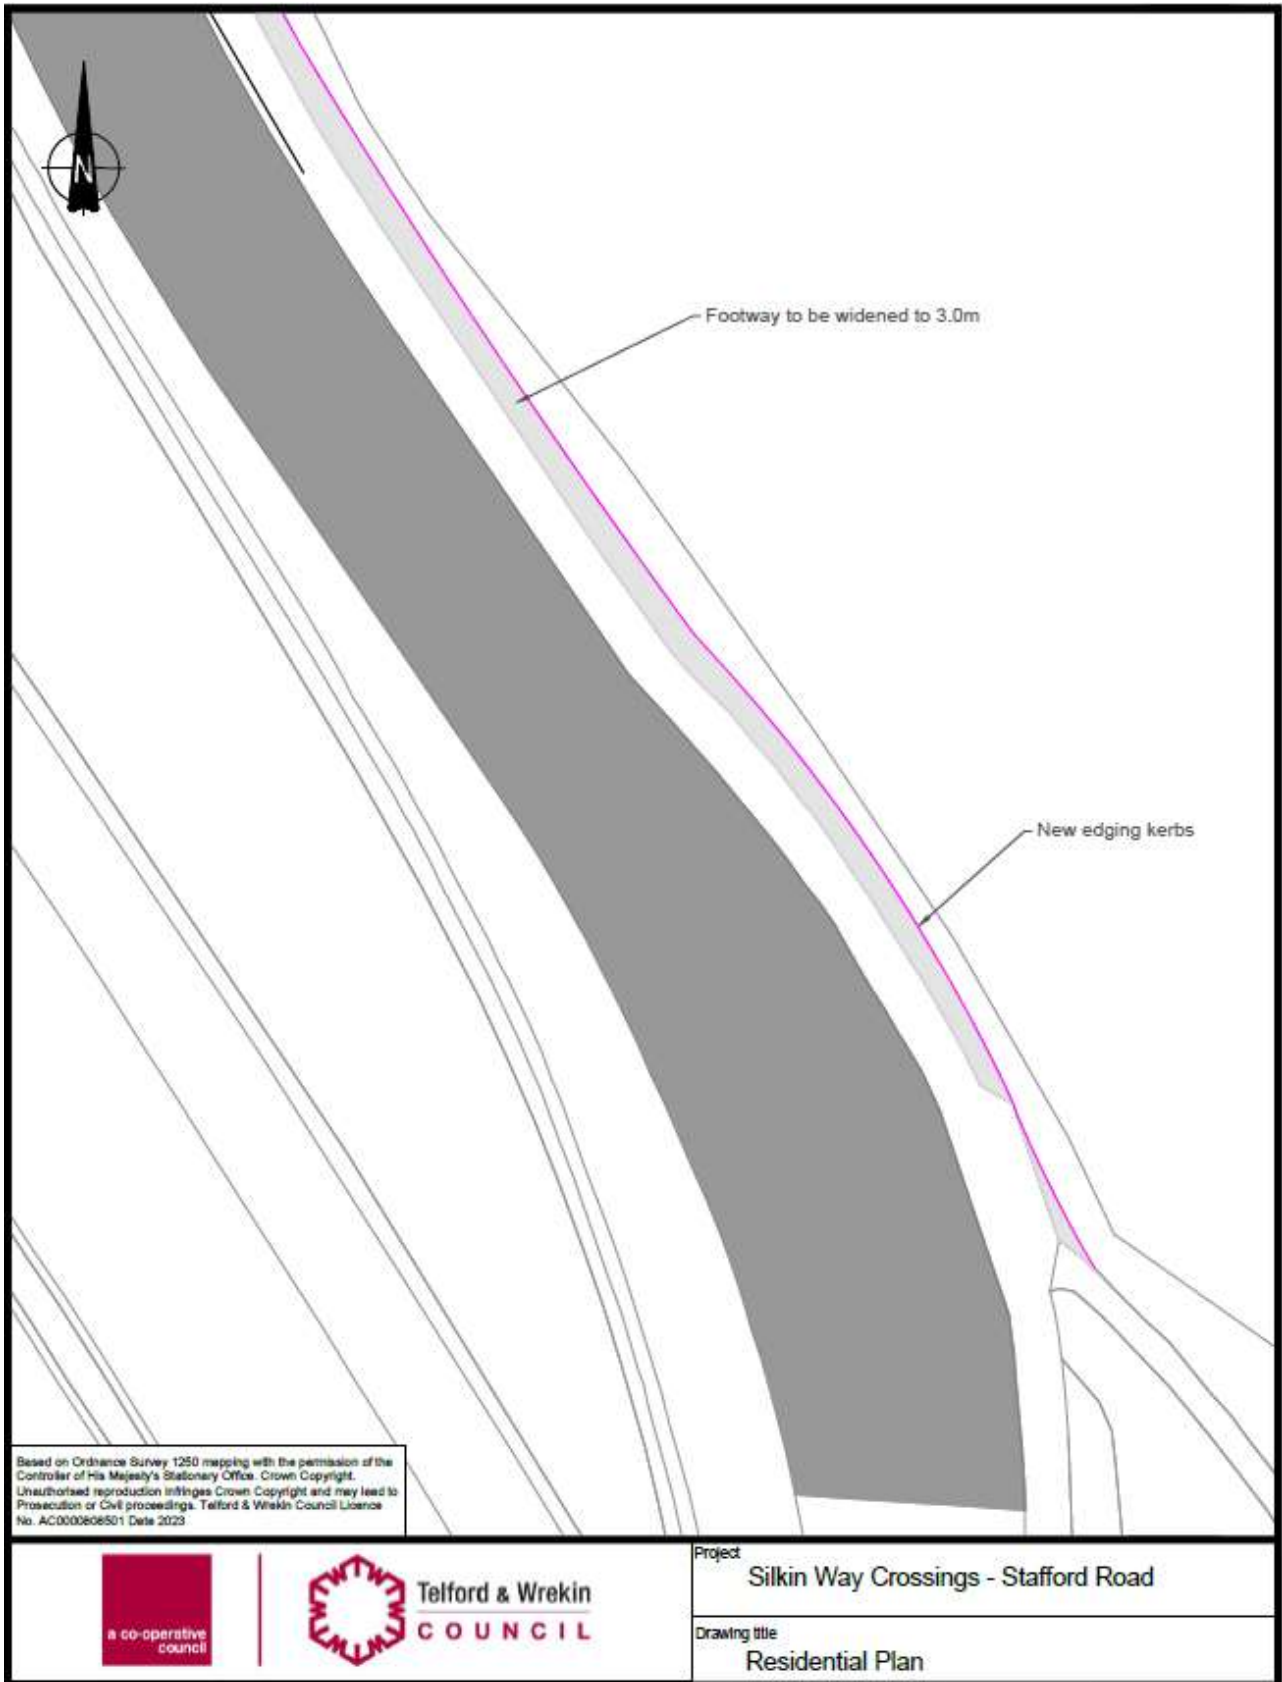 N
Footway to be widened to 3.0m
New edging kerbs
Based on Ordnance Survey 1250 mapping with the permission of the
Controller of His Majesty's Stationary Office. Crown Copyright.
Unauthorised reproduction infringes Crown Copyright and may lead to
Prosecution or Civil proceedings. Telford & Wrekin Council Licence
No. AC0000808501 Date 2023
a co-operative
council
Telford & Wrekin
COUNCIL
Project
Silkin Way Crossings - Stafford Road
Drawing title
Residential Plan